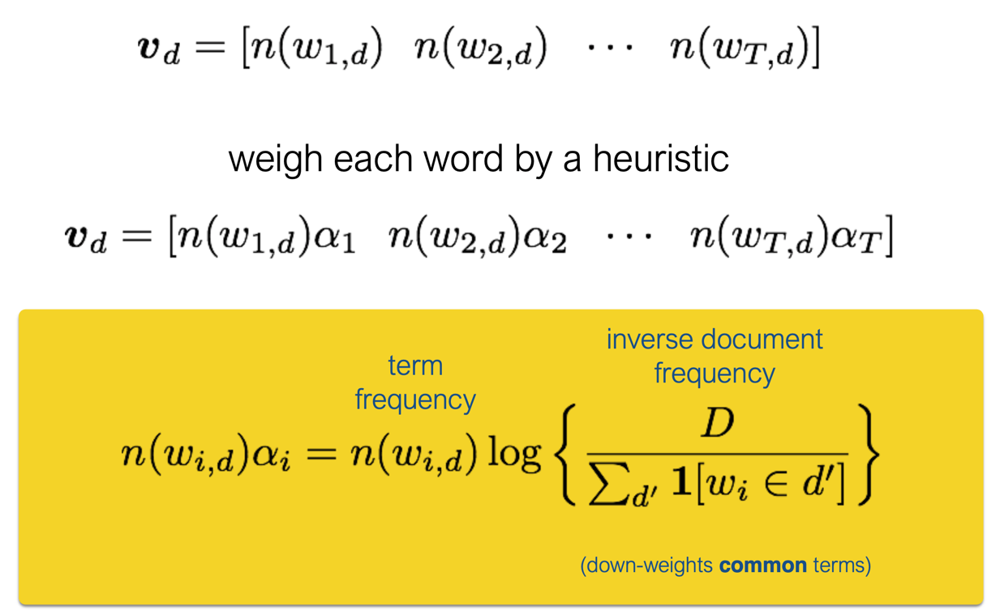 v_d = [n(w_{1,d})  n(w_{2,d})  ⋯  n(w_{T,d})]
weigh each word by a heuristic
v_d = [n(w_{1,d})α_1  n(w_{2,d})α_2  ⋯  n(w_{T,d})α_T]
inverse document
frequency
term
frequency
n(w_{i,d})α_i = n(w_{i,d}) log { D / ∑_{d′} 1[w_i ∈ d′] }
(down-weights common terms)